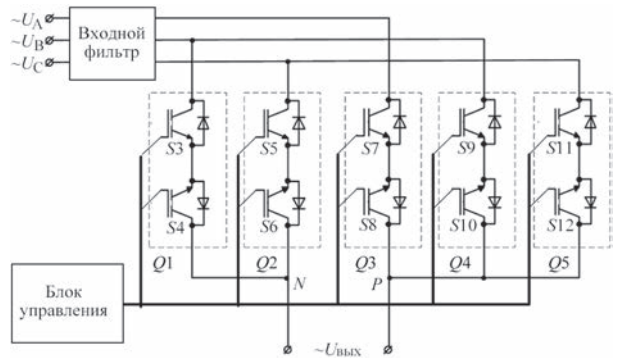 ~UA
~UB
~UC
Входной
фильтр
S3
S5
S7
S9
S11
S4
S6
S8
S10
S12
Q1
Q2
Q3
Q4
Q5
N
P
Блок
управления
~Uвых